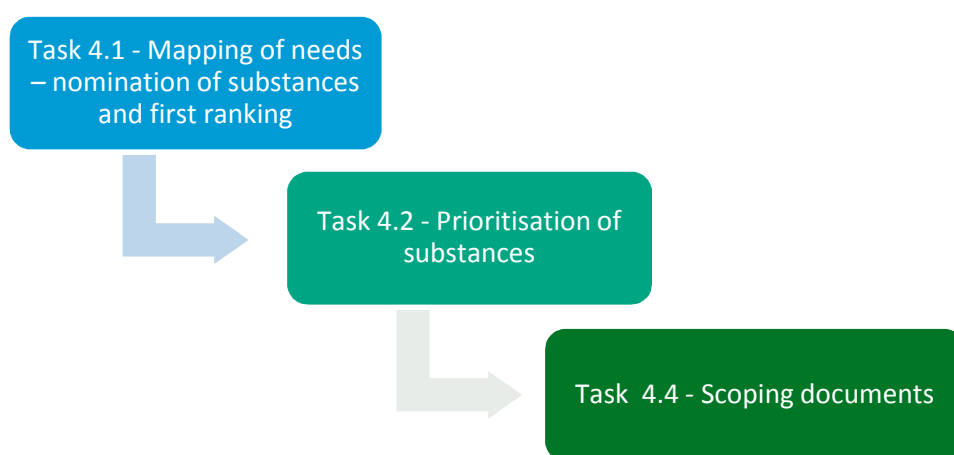 Task 4.1 - Mapping of needs
– nomination of substances
and first ranking
Task 4.2 - Prioritisation of
substances
Task  4.4 - Scoping documents